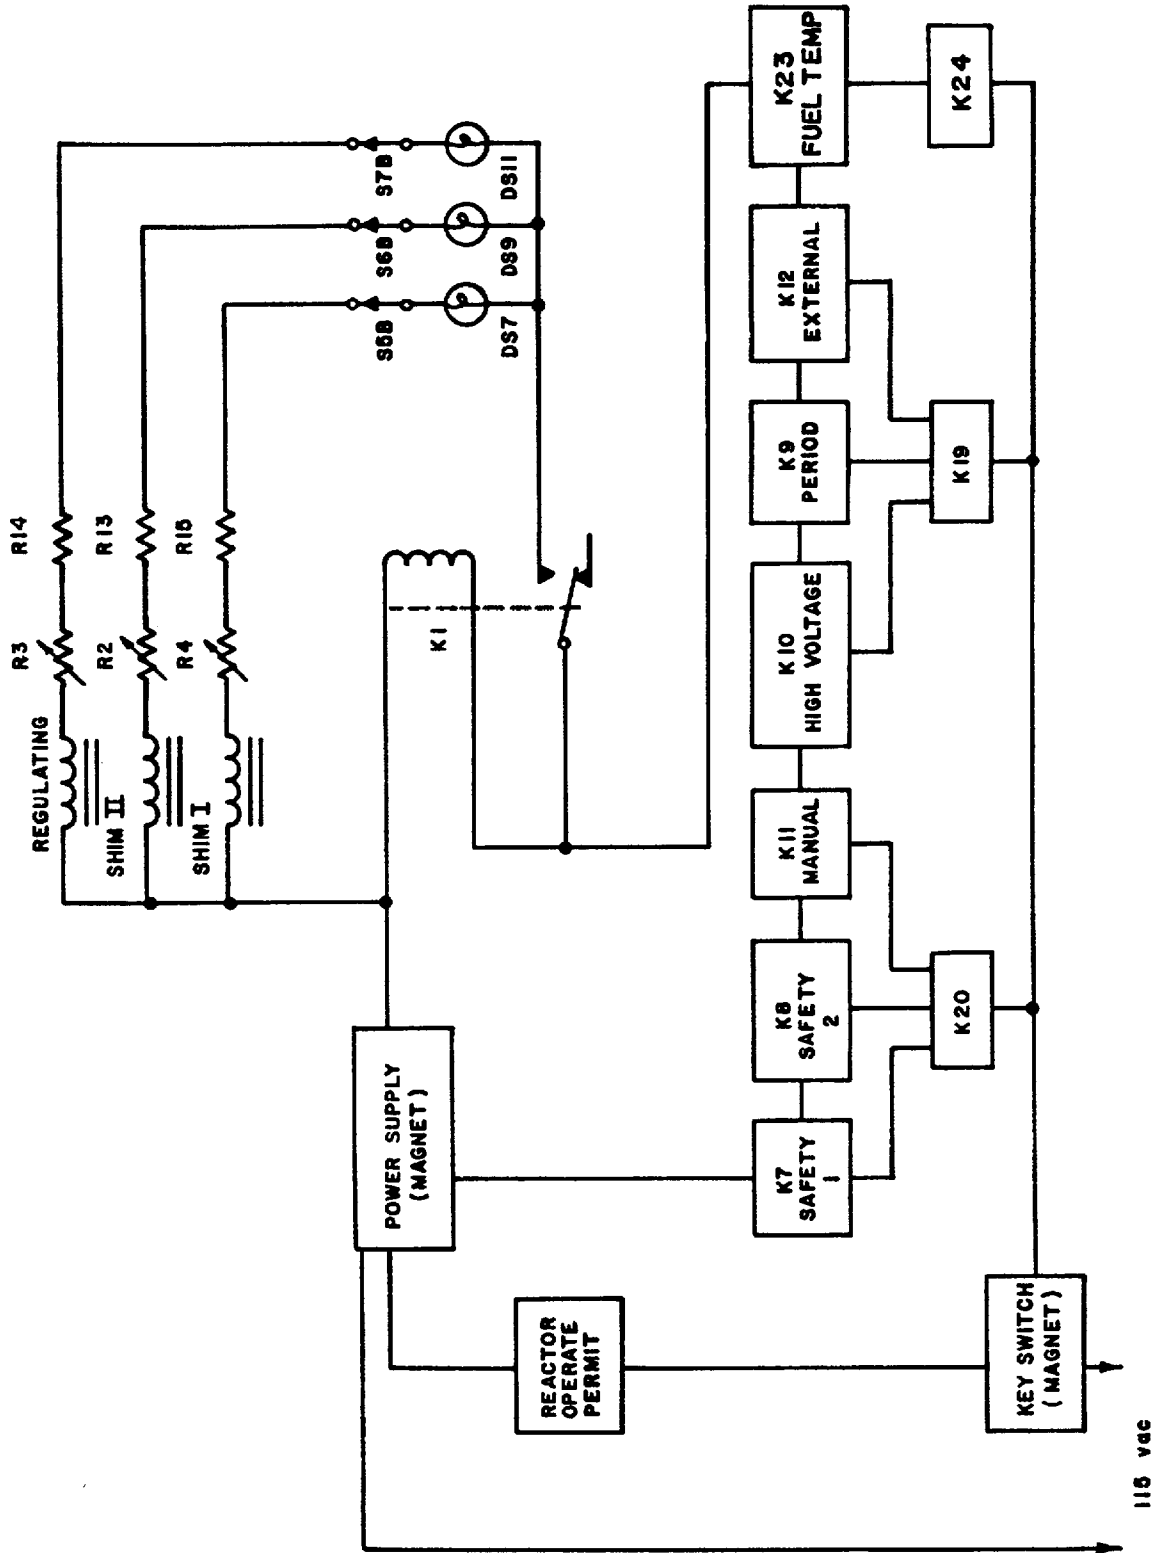 REGULATING
R3
R14
SHIM II
R2
R13
SHIM I
R4
R15
K1
S5B
S6B
S7B
DS7
DS9
DS11
POWER SUPPLY
(MAGNET)
REACTOR
OPERATE
PERMIT
K7
SAFETY
1
K8
SAFETY
2
K11
MANUAL
K10
HIGH VOLTAGE
K9
PERIOD
K12
EXTERNAL
K23
FUEL TEMP
K20
K19
K24
KEY SWITCH
(MAGNET)
115 vac